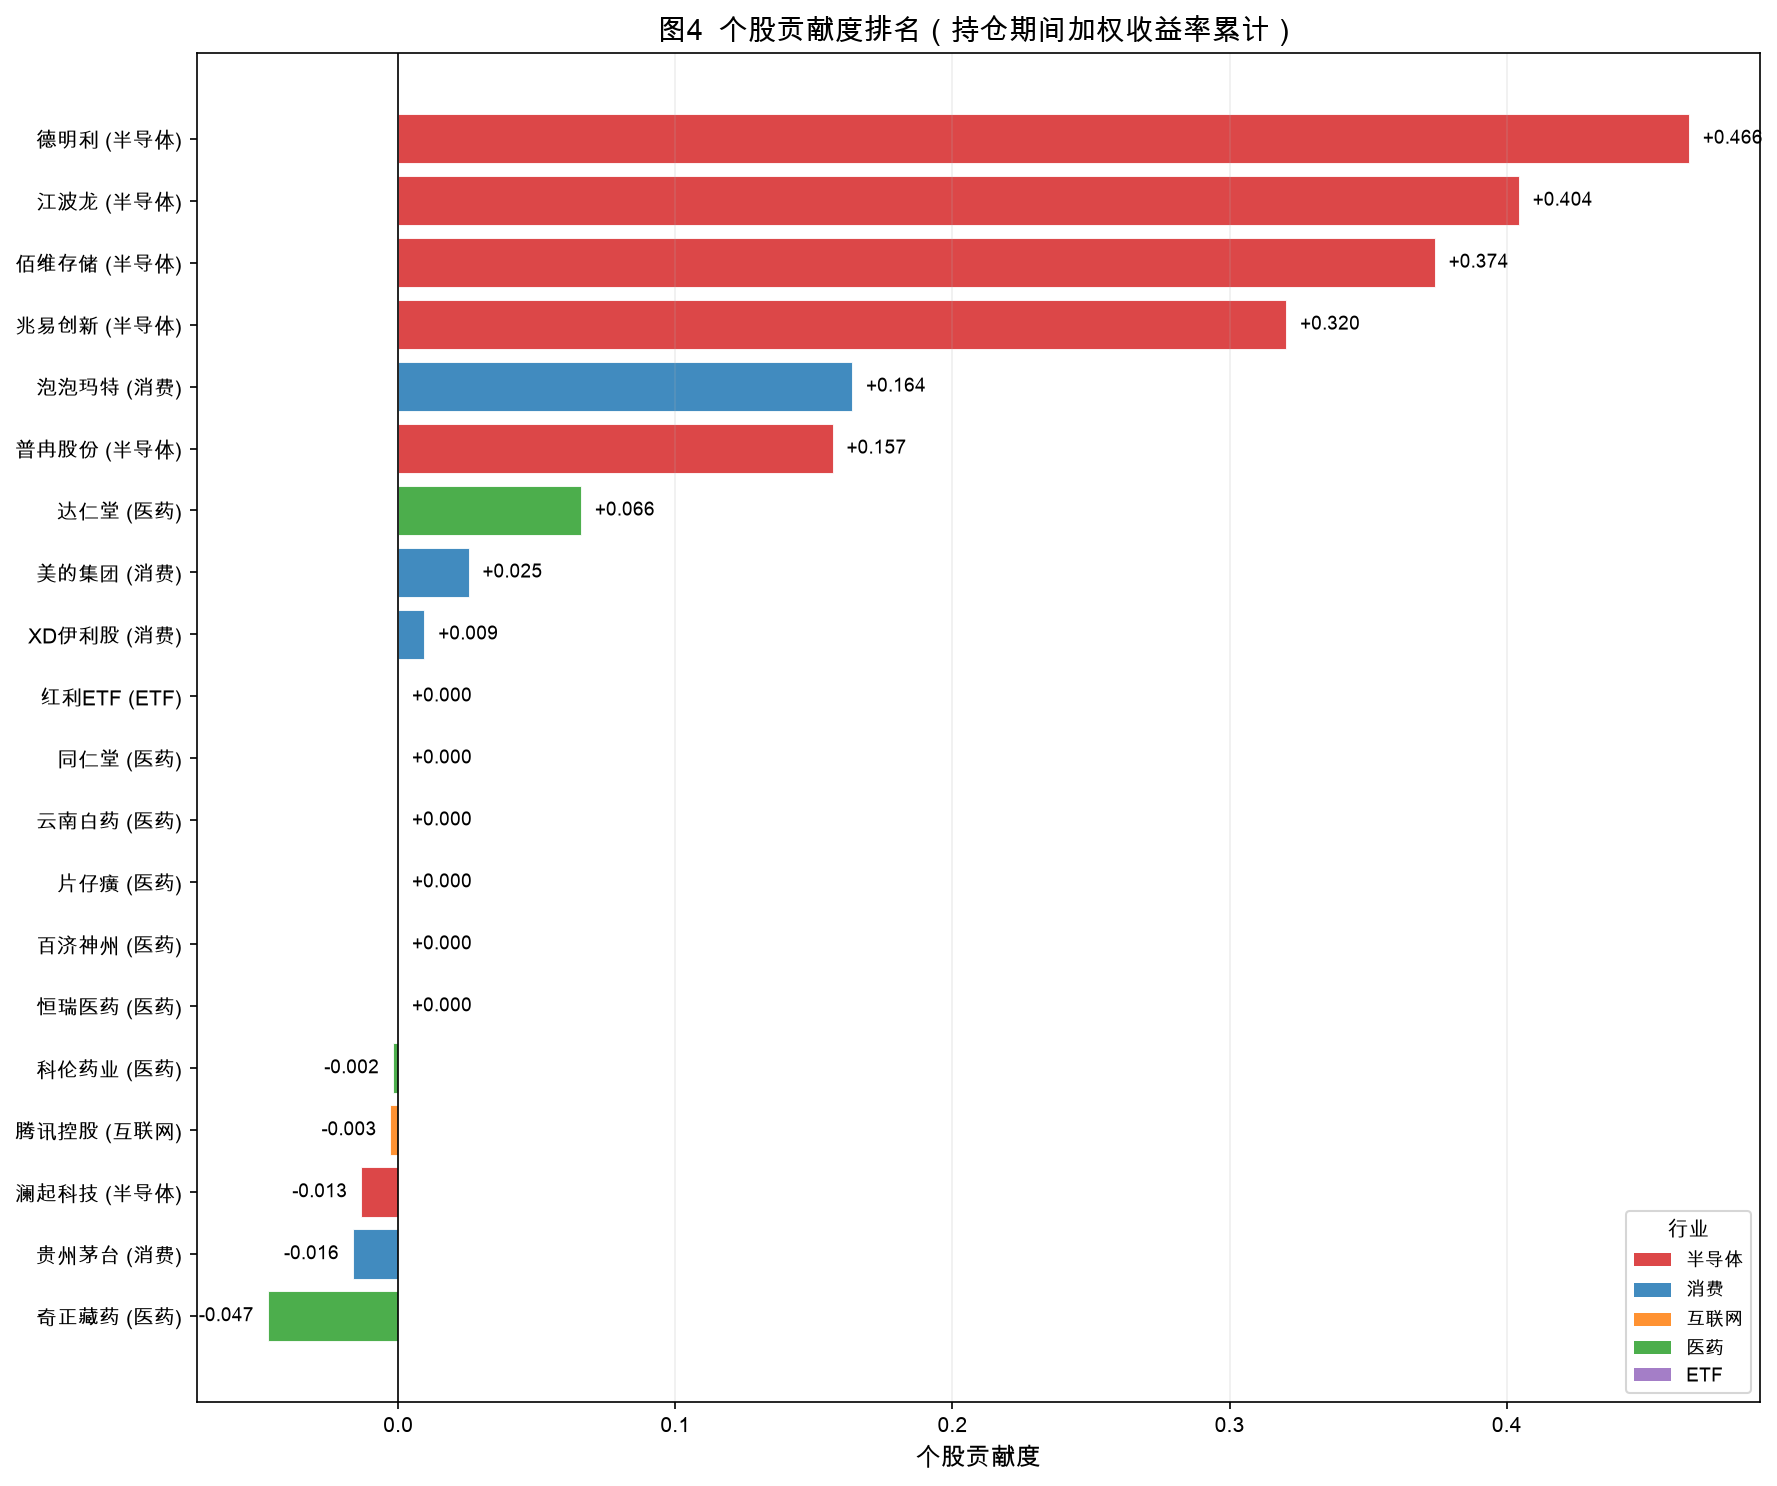 图4 个股贡献度排名（持仓期间加权收益率累计）
德明利 (半导体) +0.466
江波龙 (半导体) +0.404
佰维存储 (半导体) +0.374
兆易创新 (半导体) +0.320
泡泡玛特 (消费) +0.164
普冉股份 (半导体) +0.157
达仁堂 (医药) +0.066
美的集团 (消费) +0.025
XD伊利股 (消费) +0.009
红利ETF (ETF) +0.000
同仁堂 (医药) +0.000
云南白药 (医药) +0.000
片仔癀 (医药) +0.000
百济神州 (医药) +0.000
恒瑞医药 (医药) +0.000
科伦药业 (医药) -0.002
腾讯控股 (互联网) -0.003
澜起科技 (半导体) -0.013
贵州茅台 (消费) -0.016
奇正藏药 (医药) -0.047
行业
半导体
消费
互联网
医药
ETF
0.0 0.1 0.2 0.3 0.4
个股贡献度